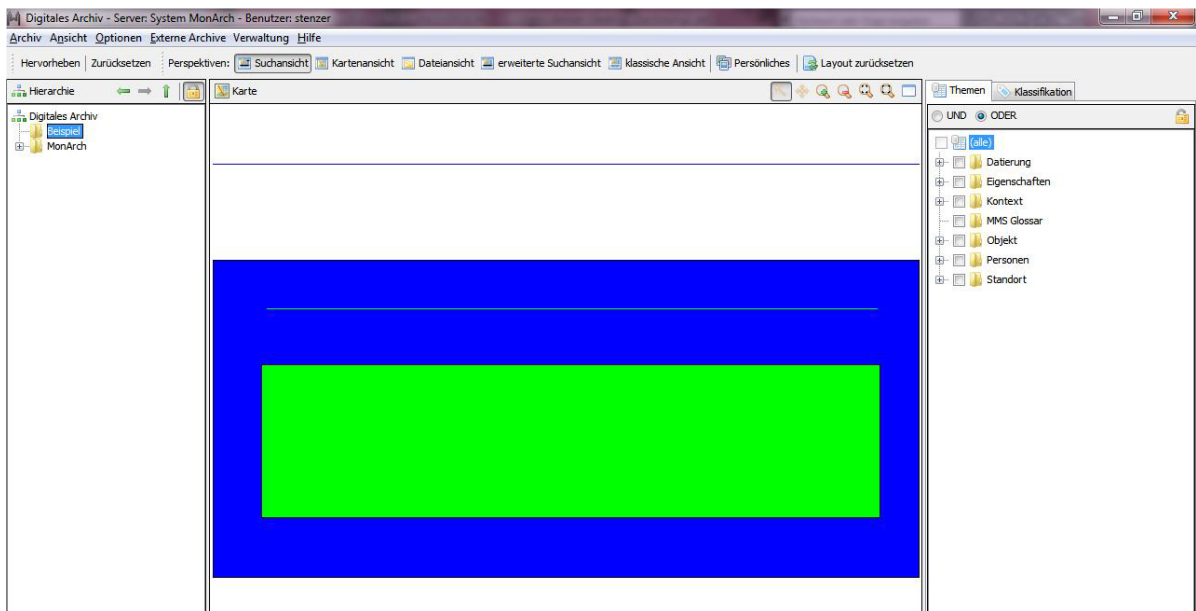 Digitales Archiv - Server: System MonArch - Benutzer: stenzer
Archiv Ansicht Optionen Externe Archive Verwaltung Hilfe
Hervorheben Zurücksetzen Perspektiven: Suchansicht Kartenansicht Dateiansicht erweiterte Suchansicht klassische Ansicht Persönliches Layout zurücksetzen
Hierarchie
Digitales Archiv
Beispiel
MonArch
Karte
Themen Klassifikation
UND ODER
(alle)
Datierung
Eigenschaften
Kontext
MMS Glossar
Objekt
Personen
Standort